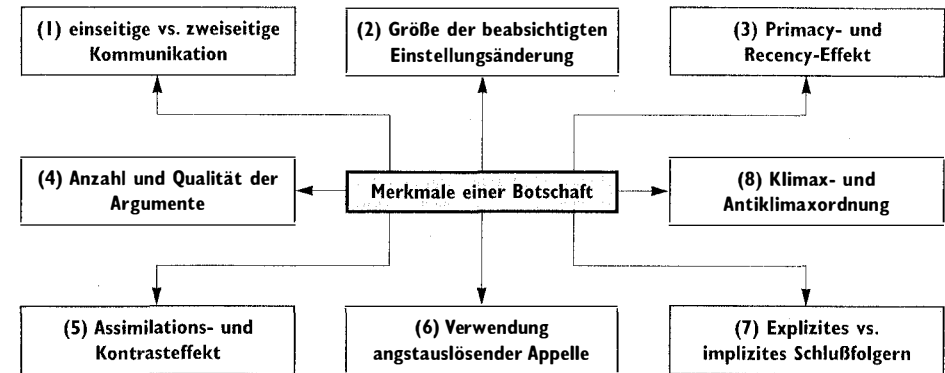 (1) einseitige vs. zweiseitige
Kommunikation
(2) Größe der beabsichtigten
Einstellungsänderung
(3) Primacy- und
Recency-Effekt
(4) Anzahl und Qualität der
Argumente
Merkmale einer Botschaft
(8) Klimax- und
Antiklimaxordnung
(5) Assimilations- und
Kontrasteffekt
(6) Verwendung
angstauslösender Appelle
(7) Explizites vs.
implizites Schlußfolgern